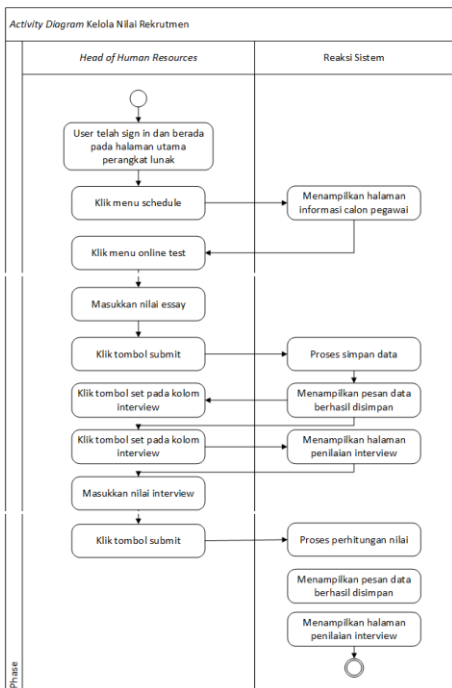 Activity Diagram Kelola Nilai Rekrutmen
Head of Human Resources
Reaksi Sistem
User telah sign in dan berada
pada halaman utama
perangkat lunak
Klik menu schedule
Menampilkan halaman
informasi calon pegawai
Klik menu online test
Masukkan nilai essay
Klik tombol submit
Proses simpan data
Klik tombol set pada kolom
interview
Menampilkan pesan data
berhasil disimpan
Klik tombol set pada kolom
interview
Menampilkan halaman
penilaian interview
Masukkan nilai interview
Klik tombol submit
Proses perhitungan nilai
Menampilkan pesan data
berhasil disimpan
Menampilkan halaman
penilaian interview
Phase